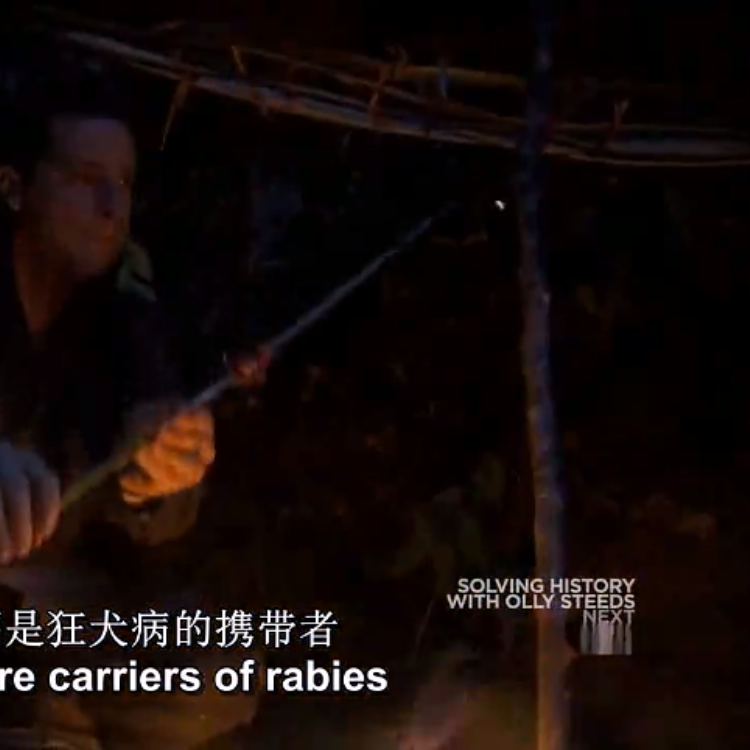 SOLVING HISTORY
WITH OLLY STEEDS
NEXT
是狂犬病的携带者
re carriers of rabies